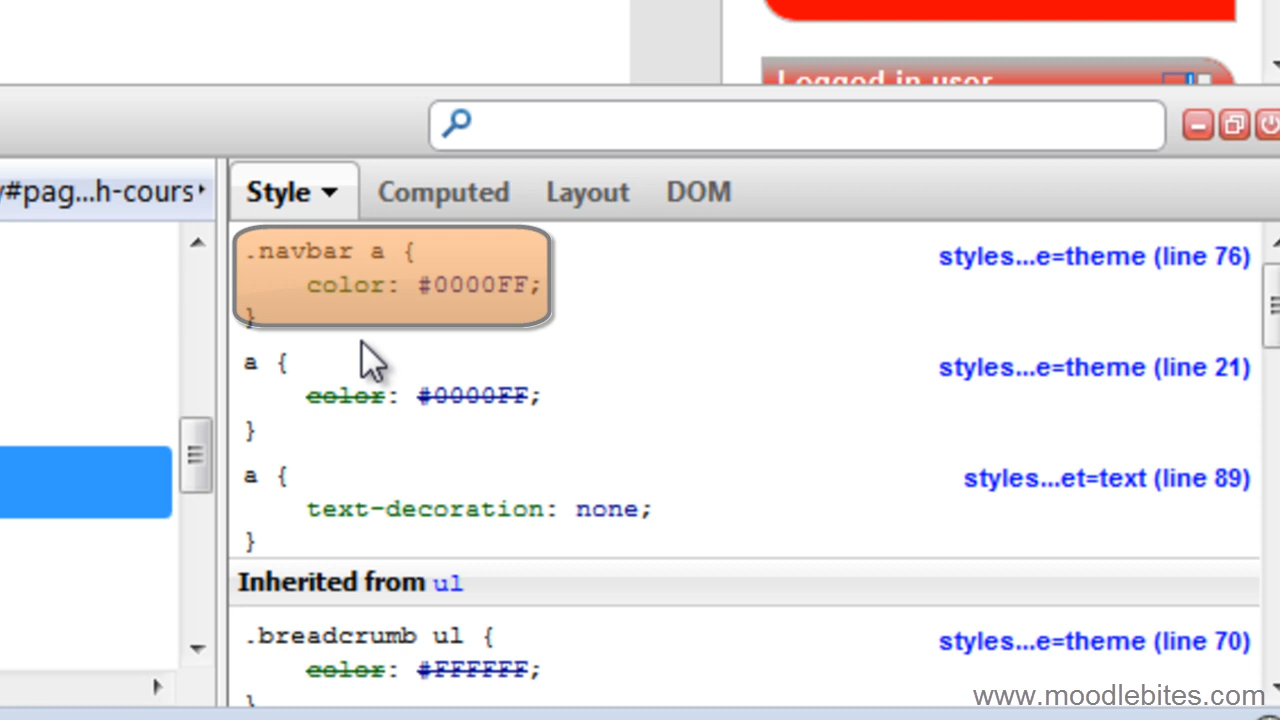 Logged in user
y#pag...h-cours
Style Computed Layout DOM
.navbar a { styles...e=theme (line 76)
color: #0000FF;
}
a { styles...e=theme (line 21)
color: #0000FF;
}
a { styles...et=text (line 89)
text-decoration: none;
}
Inherited from ul
.breadcrumb ul { styles...e=theme (line 70)
color: #FFFFFF;
}
www.moodlebites.com